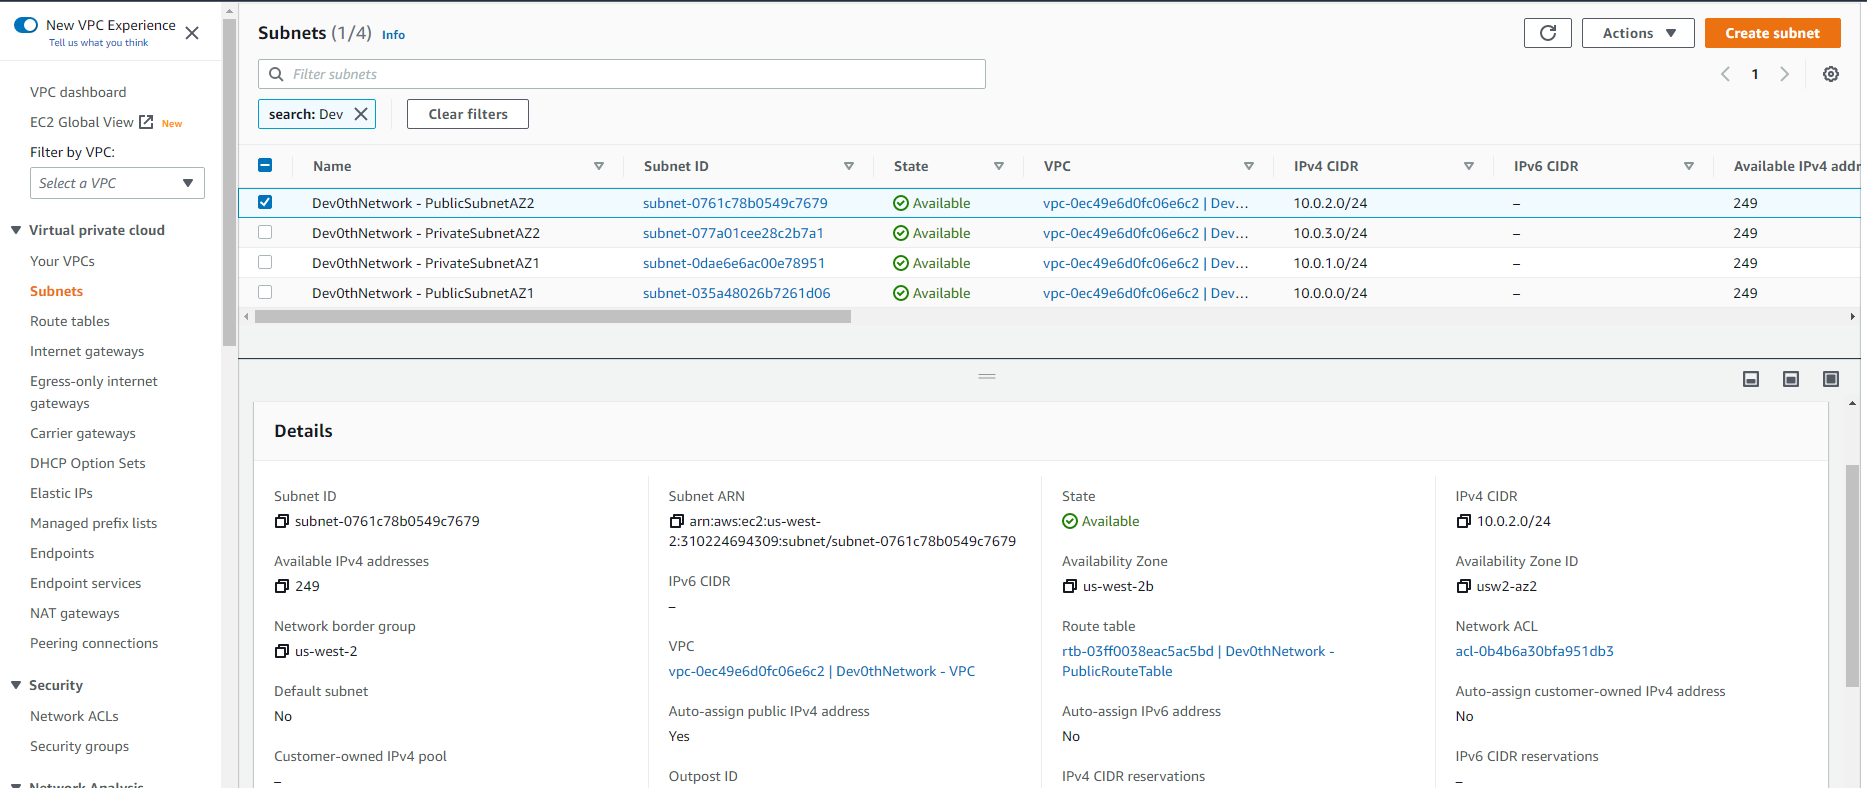 New VPC Experience
Tell us what you think
VPC dashboard
EC2 Global View New
Filter by VPC:
Select a VPC
Virtual private cloud
Your VPCs
Subnets
Route tables
Internet gateways
Egress-only internet
gateways
Carrier gateways
DHCP Option Sets
Elastic IPs
Managed prefix lists
Endpoints
Endpoint services
NAT gateways
Peering connections
Security
Network ACLs
Security groups
Network Analysis
Subnets (1/4) Info
Actions
Create subnet
Filter subnets
1
search: Dev
Clear filters
Name Subnet ID State VPC IPv4 CIDR IPv6 CIDR Available IPv4 addr
Dev0thNetwork - PublicSubnetAZ2 subnet-0761c78b0549c7679 Available vpc-0ec49e6d0fc06e6c2 | Dev... 10.0.2.0/24 – 249
Dev0thNetwork - PrivateSubnetAZ2 subnet-077a01cee28c2b7a1 Available vpc-0ec49e6d0fc06e6c2 | Dev... 10.0.3.0/24 – 249
Dev0thNetwork - PrivateSubnetAZ1 subnet-0dae6e6ac00e78951 Available vpc-0ec49e6d0fc06e6c2 | Dev... 10.0.1.0/24 – 249
Dev0thNetwork - PublicSubnetAZ1 subnet-035a48026b7261d06 Available vpc-0ec49e6d0fc06e6c2 | Dev... 10.0.0.0/24 – 249
Details
Subnet ID
subnet-0761c78b0549c7679
Available IPv4 addresses
249
Network border group
us-west-2
Default subnet
No
Customer-owned IPv4 pool
–
Subnet ARN
arn:aws:ec2:us-west-
2:310224694309:subnet/subnet-0761c78b0549c7679
IPv6 CIDR
–
VPC
vpc-0ec49e6d0fc06e6c2 | Dev0thNetwork - VPC
Auto-assign public IPv4 address
Yes
Outpost ID
State
Available
Availability Zone
us-west-2b
Route table
rtb-03ff0038eac5ac5bd | Dev0thNetwork -
PublicRouteTable
Auto-assign IPv6 address
No
IPv4 CIDR reservations
IPv4 CIDR
10.0.2.0/24
Availability Zone ID
usw2-az2
Network ACL
acl-0b4b6a30bfa951db3
Auto-assign customer-owned IPv4 address
No
IPv6 CIDR reservations
–